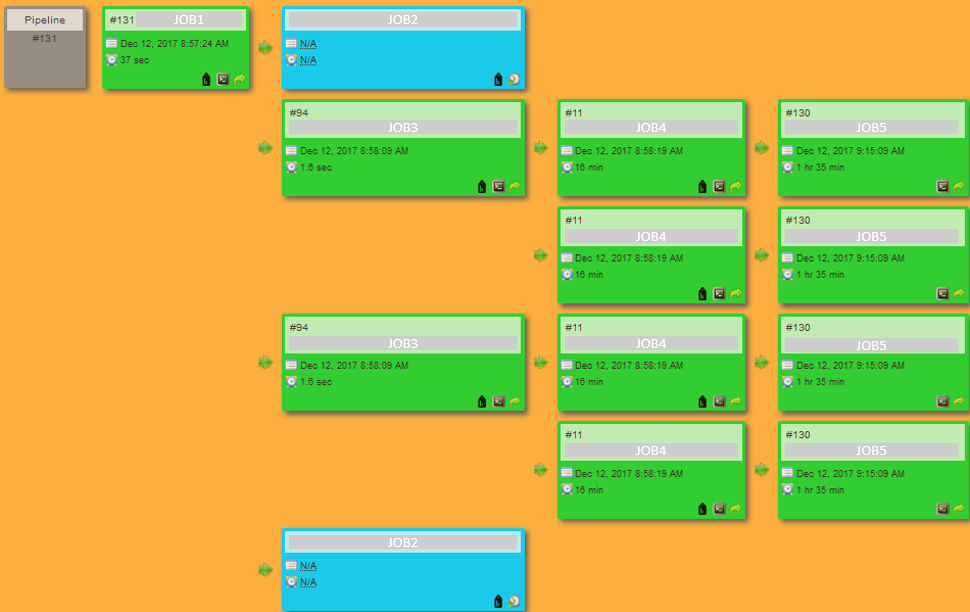 Pipeline
#131
#131 JOB1
Dec 12, 2017 8:57:24 AM
37 sec
JOB2
N/A
N/A
#94
JOB3
Dec 12, 2017 8:58:09 AM
1.6 sec
#11
JOB4
Dec 12, 2017 8:58:19 AM
16 min
#130
JOB5
Dec 12, 2017 9:15:09 AM
1 hr 35 min
#11
JOB4
Dec 12, 2017 8:58:19 AM
16 min
#130
JOB5
Dec 12, 2017 9:15:09 AM
1 hr 35 min
#94
JOB3
Dec 12, 2017 8:58:09 AM
1.6 sec
#11
JOB4
Dec 12, 2017 8:58:19 AM
16 min
#130
JOB5
Dec 12, 2017 9:15:09 AM
1 hr 35 min
#11
JOB4
Dec 12, 2017 8:58:19 AM
16 min
#130
JOB5
Dec 12, 2017 9:15:09 AM
1 hr 35 min
JOB2
N/A
N/A